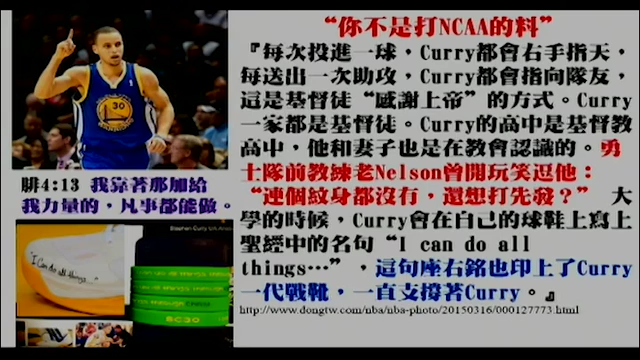 “你不是打NCAA的料”
『每次投進一球，Curry都會右手指天，
每送出一次助攻，Curry都會指向隊友，
這是基督徒“感謝上帝”的方式。Curry
一家都是基督徒。Curry的高中是基督教
高中，他和妻子也是在教會認識的。勇
士隊前教練老Nelson曾開玩笑逗他：
“連個紋身都沒有，還想打先發？” 大
學的時候，Curry會在自己的球鞋上寫上
聖經中的名句“I can do all
things…”，這句座右銘也印上了Curry
一代戰靴，一直支撐著Curry。』
http://www.dongtw.com/nba/nba-photo/20150316/000127773.html
30
腓4:13 我靠著那加給
我力量的，凡事都能做。
I Can do all things...
SC30